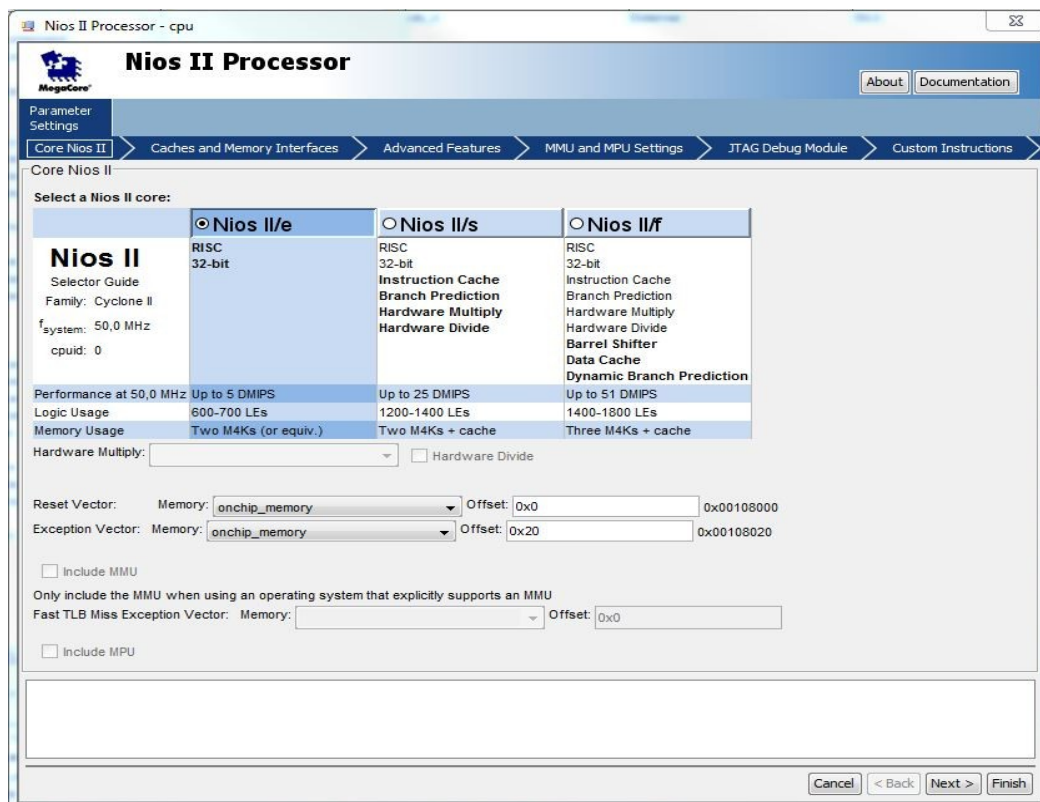 Nios II Processor - cpu
MegaCore®
Nios II Processor
About
Documentation
Parameter
Settings
Core Nios II
Caches and Memory Interfaces
Advanced Features
MMU and MPU Settings
JTAG Debug Module
Custom Instructions
Core Nios II
Select a Nios II core:
Nios II/e
Nios II/s
Nios II/f
Nios II
Selector Guide
Family: Cyclone II
fsystem: 50,0 MHz
cpuid: 0
RISC
32-bit
RISC
32-bit
Instruction Cache
Branch Prediction
Hardware Multiply
Hardware Divide
RISC
32-bit
Instruction Cache
Branch Prediction
Hardware Multiply
Hardware Divide
Barrel Shifter
Data Cache
Dynamic Branch Prediction
Performance at 50,0 MHz Up to 5 DMIPS Up to 25 DMIPS Up to 51 DMIPS
Logic Usage 600-700 LEs 1200-1400 LEs 1400-1800 LEs
Memory Usage Two M4Ks (or equiv.) Two M4Ks + cache Three M4Ks + cache
Hardware Multiply: Hardware Divide
Reset Vector: Memory: onchip_memory Offset: 0x0 0x00108000
Exception Vector: Memory: onchip_memory Offset: 0x20 0x00108020
Include MMU
Only include the MMU when using an operating system that explicitly supports an MMU
Fast TLB Miss Exception Vector: Memory: Offset: 0x0
Include MPU
Cancel < Back Next > Finish